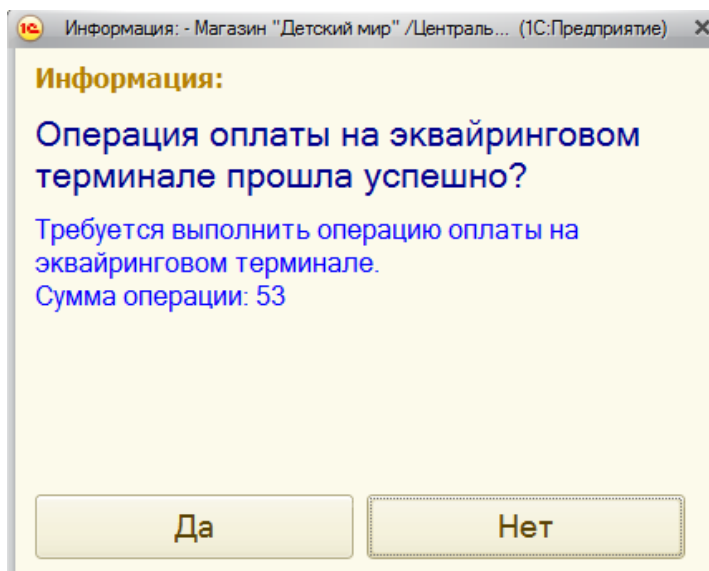 1С Информация: - Магазин "Детский мир" /Централь... (1С:Предприятие)
Информация:
Операция оплаты на эквайринговом
терминале прошла успешно?
Требуется выполнить операцию оплаты на
эквайринговом терминале.
Сумма операции: 53
Да Нет